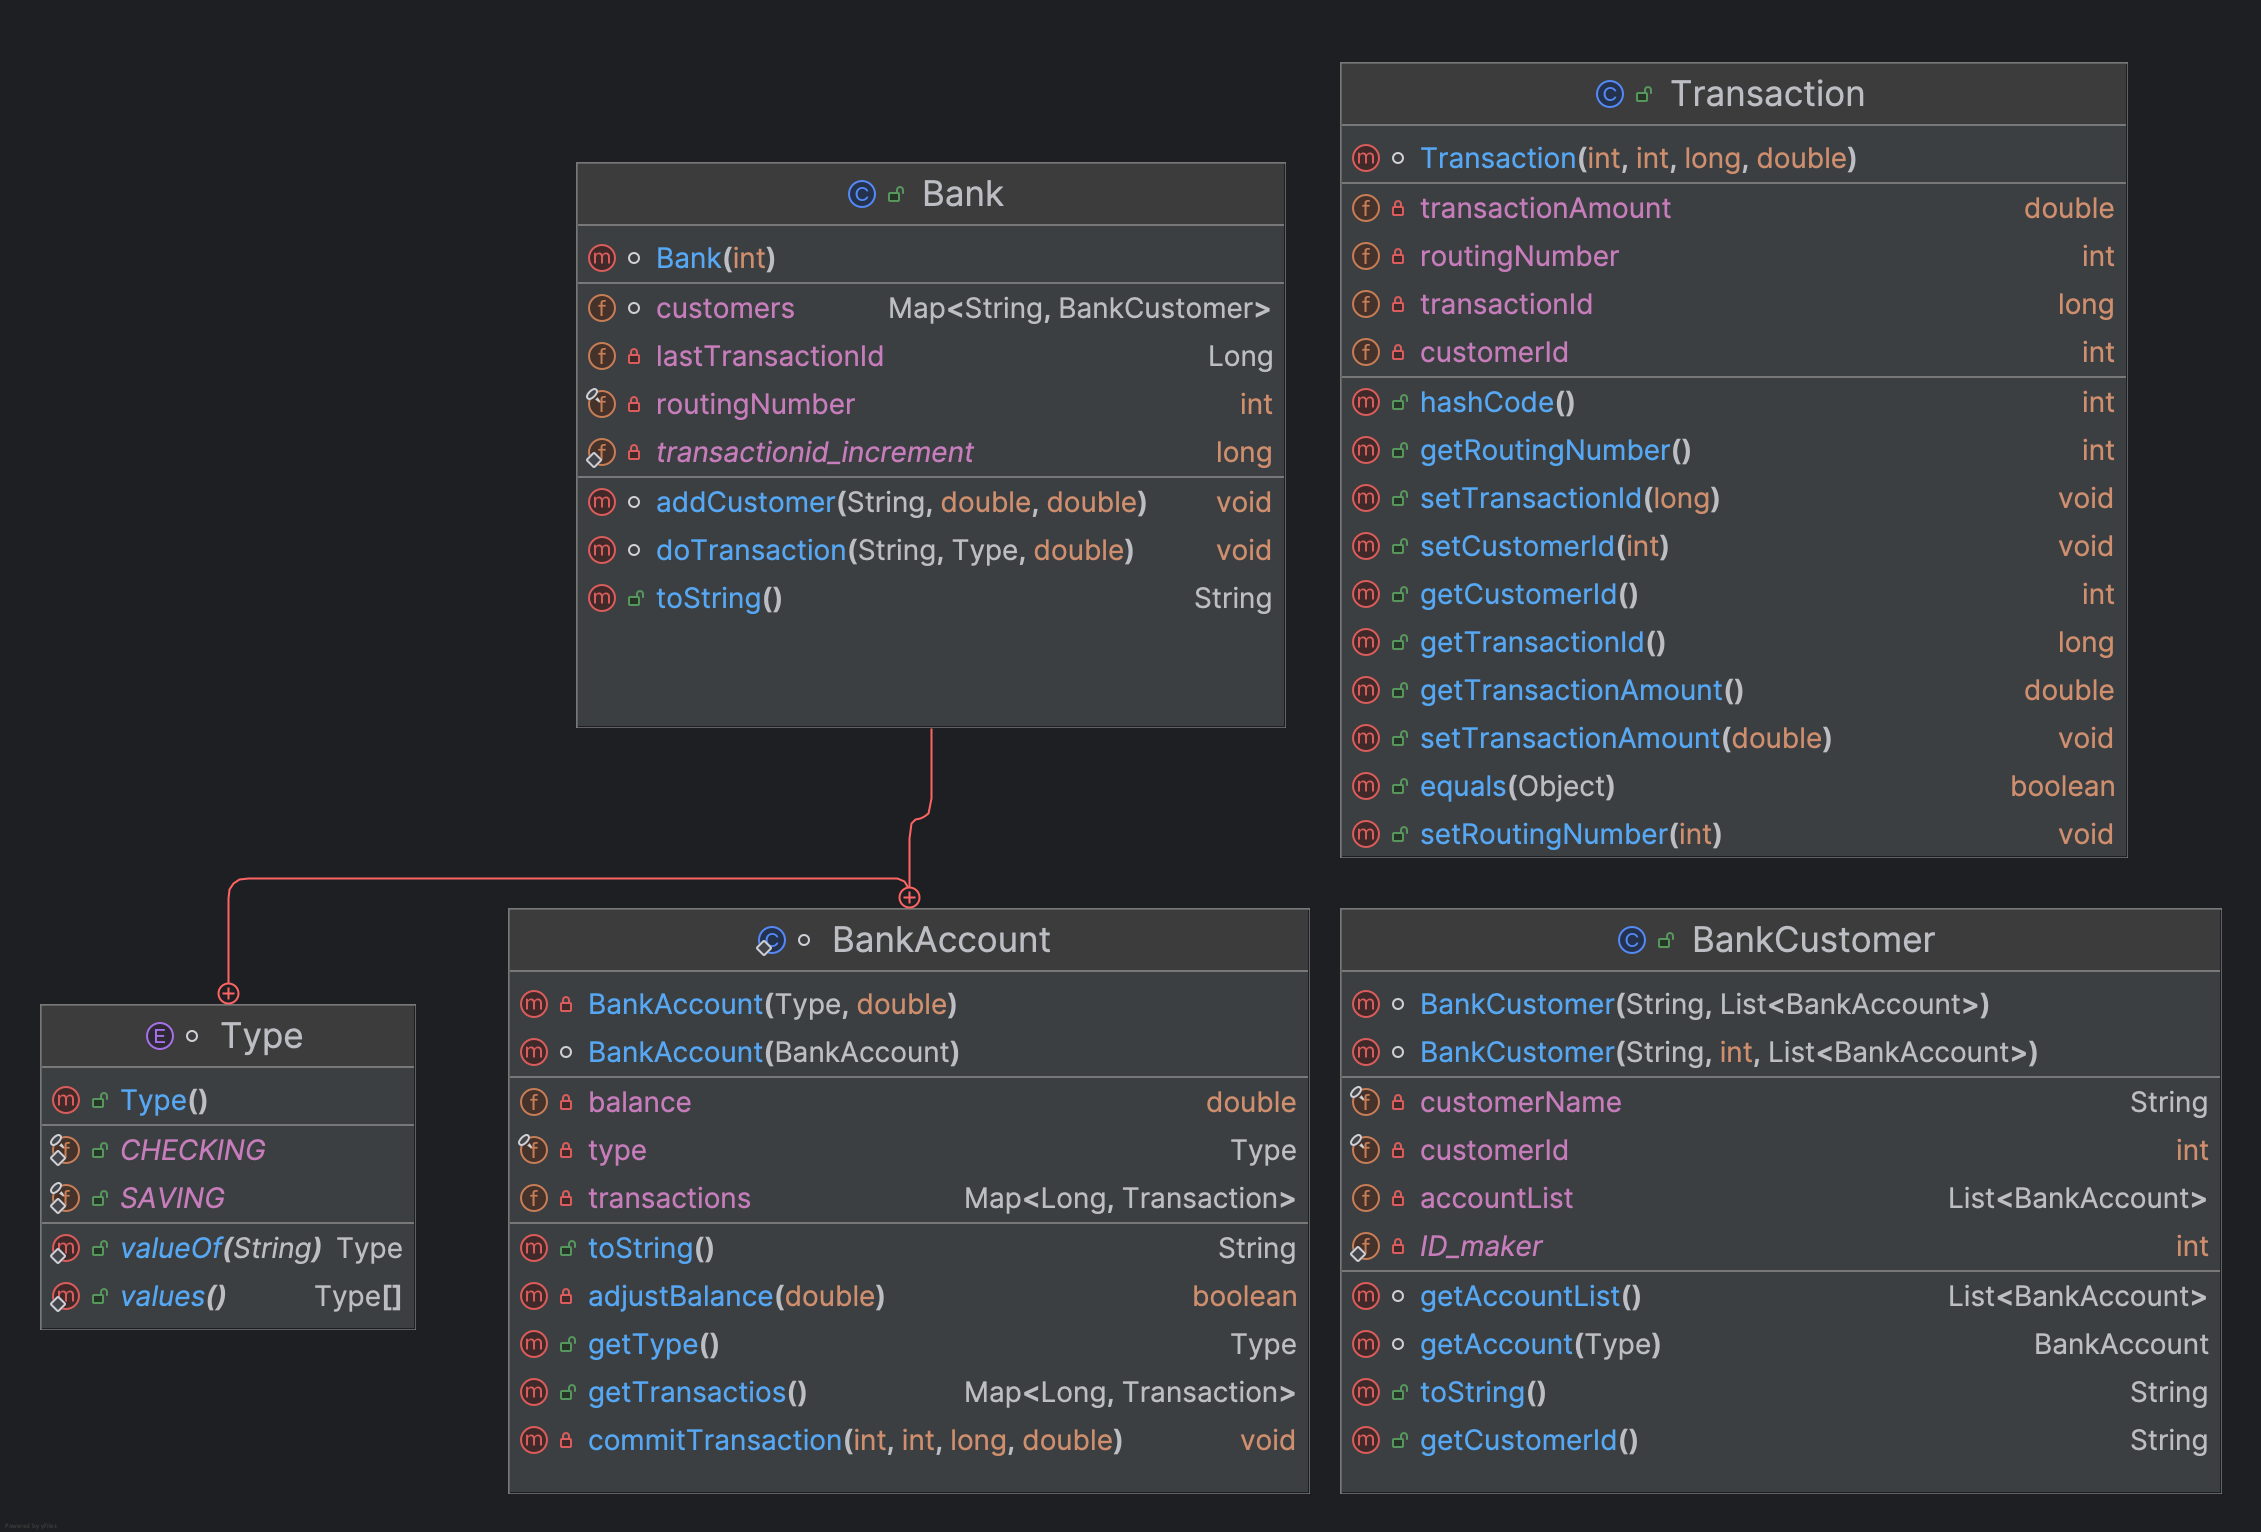 Bank
Bank(int)
customers Map<String, BankCustomer>
lastTransactionId Long
routingNumber int
transactionid_increment long
addCustomer(String, double, double) void
doTransaction(String, Type, double) void
toString() String
Transaction
Transaction(int, int, long, double)
transactionAmount double
routingNumber int
transactionId long
customerId int
hashCode() int
getRoutingNumber() int
setTransactionId(long) void
setCustomerId(int) void
getCustomerId() int
getTransactionId() long
getTransactionAmount() double
setTransactionAmount(double) void
equals(Object) boolean
setRoutingNumber(int) void
Type
Type()
CHECKING
SAVING
valueOf(String) Type
values() Type[]
BankAccount
BankAccount(Type, double)
BankAccount(BankAccount)
balance double
type Type
transactions Map<Long, Transaction>
toString() String
adjustBalance(double) boolean
getType() Type
getTransactios() Map<Long, Transaction>
commitTransaction(int, int, long, double) void
BankCustomer
BankCustomer(String, List<BankAccount>)
BankCustomer(String, int, List<BankAccount>)
customerName String
customerId int
accountList List<BankAccount>
ID_maker int
getAccountList() List<BankAccount>
getAccount(Type) BankAccount
toString() String
getCustomerId() String
Powered by yFiles